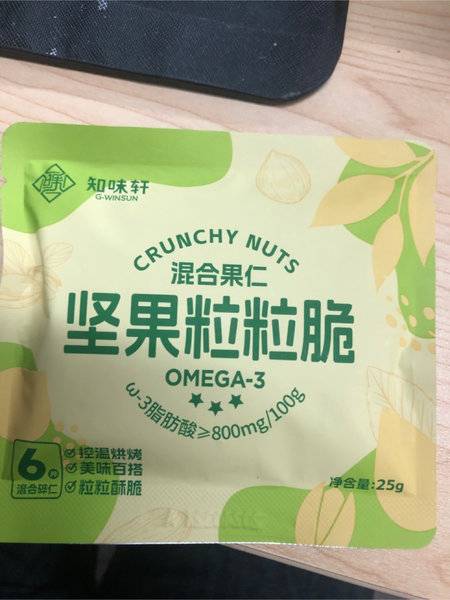 知味轩
G-WINSUN
CRUNCHY NUTS
混合果仁
坚果粒粒脆
OMEGA-3
ω-3脂肪酸≥800mg/100g
6种
混合碎仁
控温烘烤
美味百搭
粒粒酥脆
净含量:25g